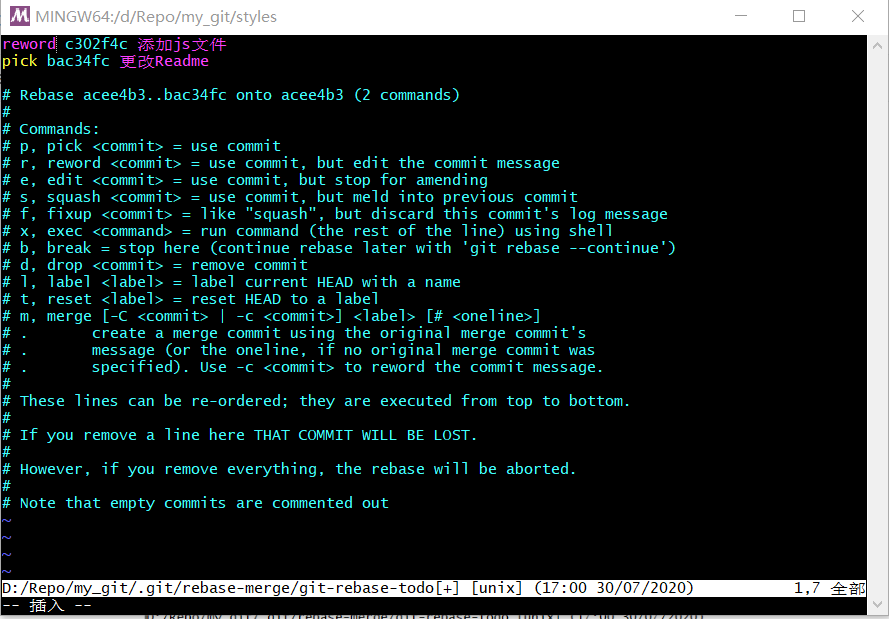 MINGW64:/d/Repo/my_git/styles
reword c302f4c 添加js文件
pick bac34fc 更改Readme
# Rebase acee4b3..bac34fc onto acee4b3 (2 commands)
#
# Commands:
# p, pick <commit> = use commit
# r, reword <commit> = use commit, but edit the commit message
# e, edit <commit> = use commit, but stop for amending
# s, squash <commit> = use commit, but meld into previous commit
# f, fixup <commit> = like "squash", but discard this commit's log message
# x, exec <command> = run command (the rest of the line) using shell
# b, break = stop here (continue rebase later with 'git rebase --continue')
# d, drop <commit> = remove commit
# l, label <label> = label current HEAD with a name
# t, reset <label> = reset HEAD to a label
# m, merge [-C <commit> | -c <commit>] <label> [# <oneline>]
# .       create a merge commit using the original merge commit's
# .       message (or the oneline, if no original merge commit was
# .       specified). Use -c <commit> to reword the commit message.
#
# These lines can be re-ordered; they are executed from top to bottom.
#
# If you remove a line here THAT COMMIT WILL BE LOST.
#
# However, if you remove everything, the rebase will be aborted.
#
# Note that empty commits are commented out
~
~
~
~
D:/Repo/my_git/.git/rebase-merge/git-rebase-todo[+] [unix] (17:00 30/07/2020) 1,7 全部
-- 插入 --